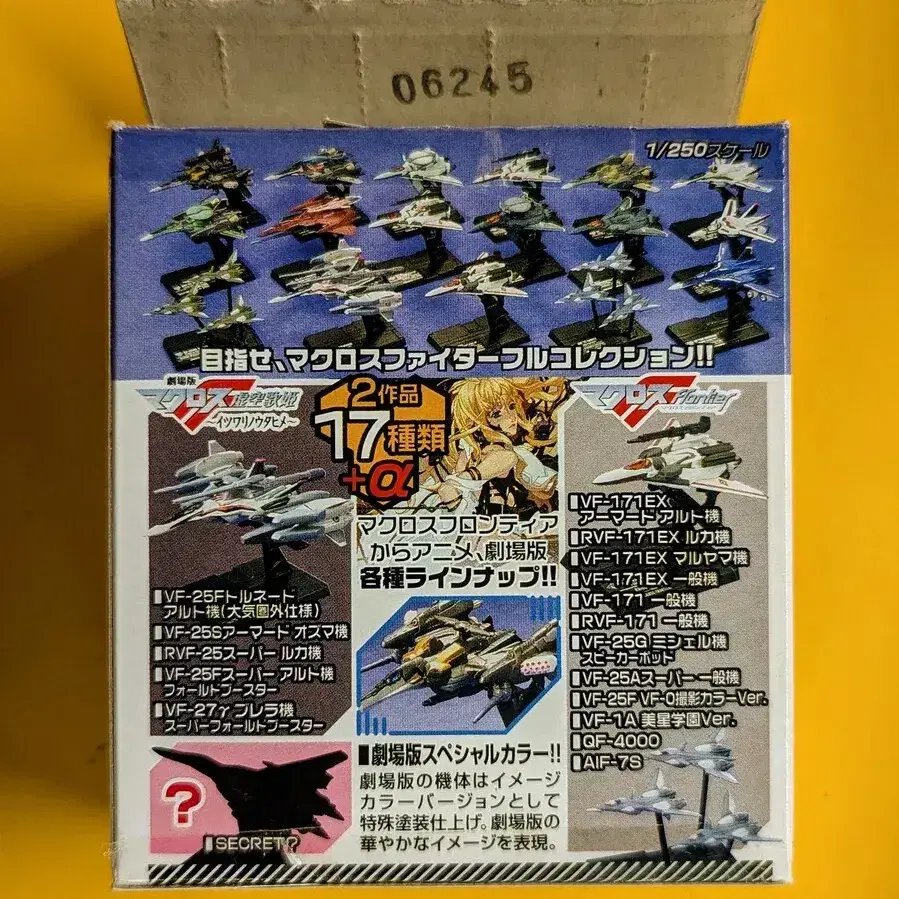 06245
1/250スケール
目指せ、マクロスファイターフルコレクション!!
劇場版
マクロスF 虚空歌姫
~イツワリノウタヒメ~
2作品
17種類
+α
マクロスFrontier
マクロスフロンティア
からアニメ、劇場版
各種ラインナップ!!
VF-25Fトルネード
アルト機(大気圏外仕様)
VF-25Sアーマード オズマ機
RVF-25スーパー ルカ機
VF-25Fスーパー アルト機
フォールドブースター
VF-27γ ブレラ機
スーパーフォールドブースター
?
SECRET?
■劇場版スペシャルカラー!!
劇場版の機体はイメージ
カラーバージョンとして
特殊塗装仕上げ。劇場版の
華やかなイメージを表現。
VF-171EX
アーマード アルト機
RVF-171EX ルカ機
VF-171EX マルヤマ機
VF-171EX 一般機
VF-171 一般機
RVF-171 一般機
VF-25G ミシェル機
スピーカーポッド
VF-25Aスーパー 一般機
VF-25F VF-0撮影カラーVer.
VF-1A 美星学園Ver.
QF-4000
AIF-7S